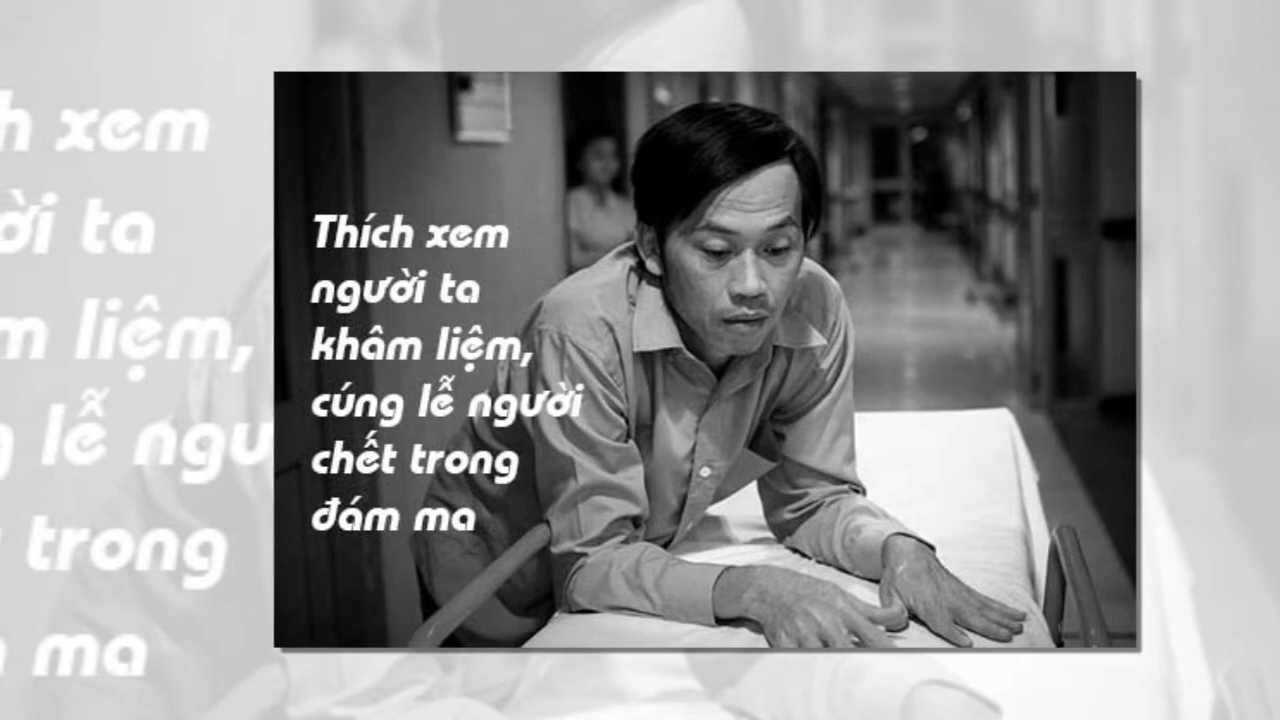 Thích xem
người ta
khâm liệm,
cúng lễ người
chết trong
đám ma